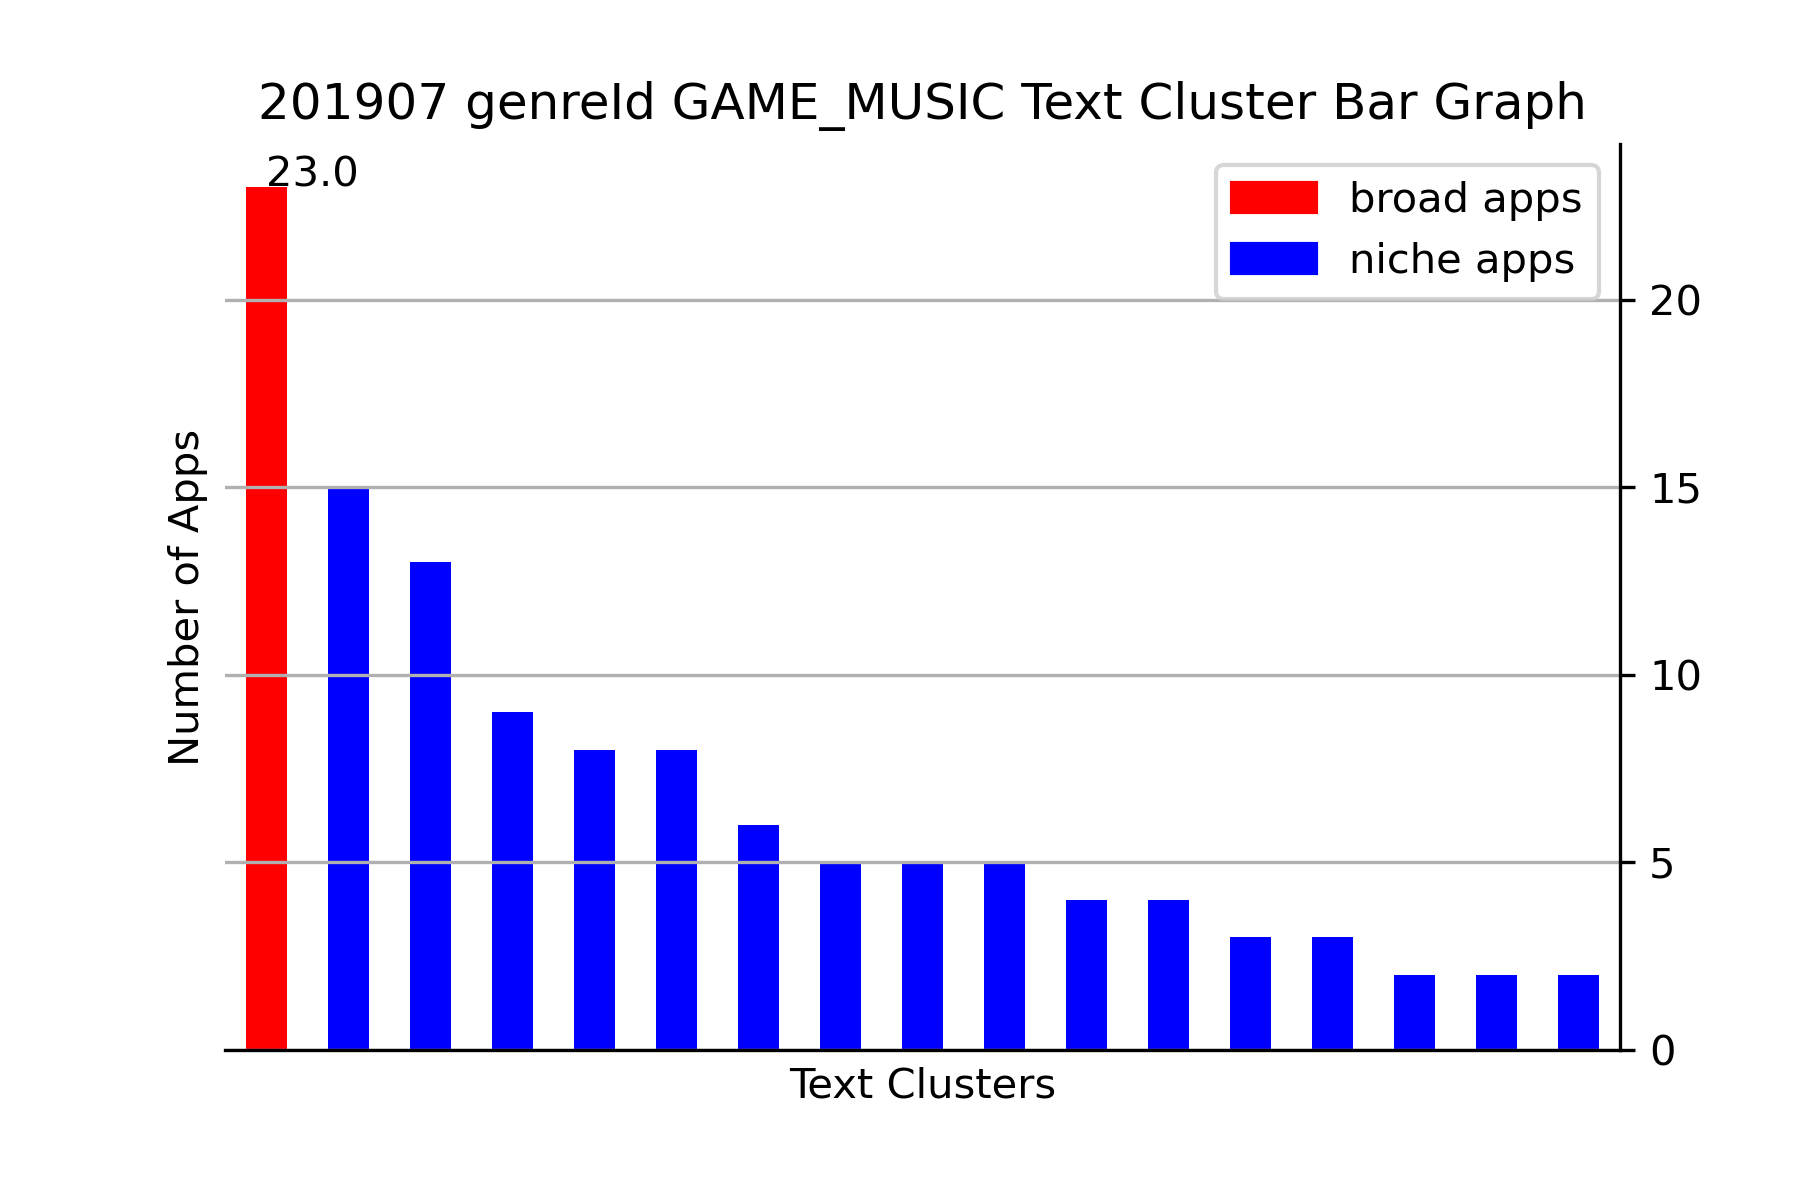 201907 genreId GAME_MUSIC Text Cluster Bar Graph
23.0
broad apps
niche apps
20
15
10
5
0
Number of Apps
Text Clusters